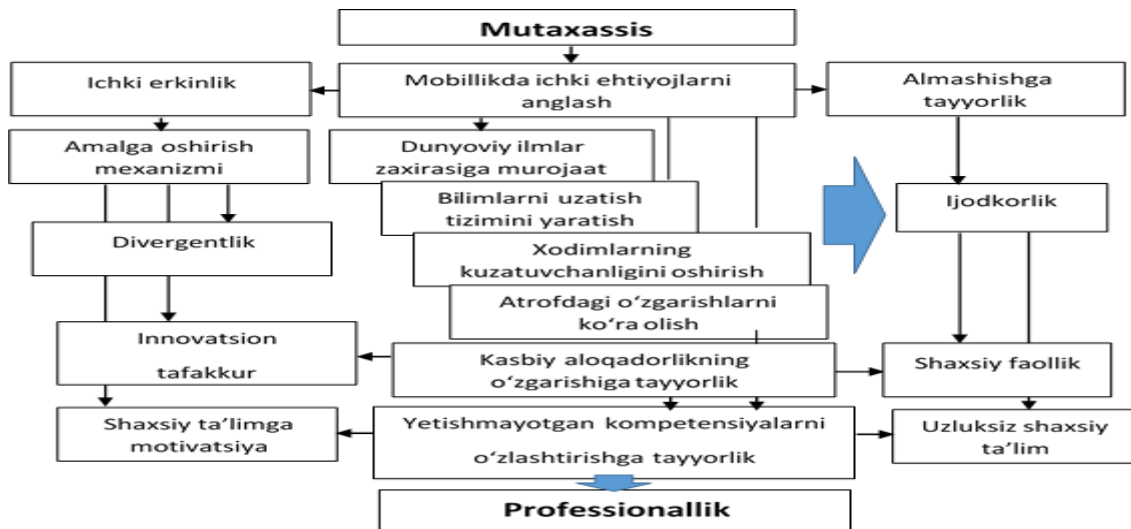 Mutaxassis
Ichki erkinlik
Mobillikda ichki ehtiyojlarni
anglash
Almashishga
tayyorlik
Amalga oshirish
mexanizmi
Dunyoviy ilmlar
zaxirasiga murojaat
Bilimlarni uzatish
tizimini yaratish
Ijodkorlik
Divergentlik
Xodimlarning
kuzatuvchanligini oshirish
Atrofdagi o‘zgarishlarni
ko‘ra olish
Innovatsion
tafakkur
Kasbiy aloqadorlikning
o‘zgarishiga tayyorlik
Shaxsiy faollik
Shaxsiy ta’limga
motivatsiya
Yetishmayotgan kompetensiyalarni
o‘zlashtirishga tayyorlik
Uzluksiz shaxsiy
ta’lim
Professionallik